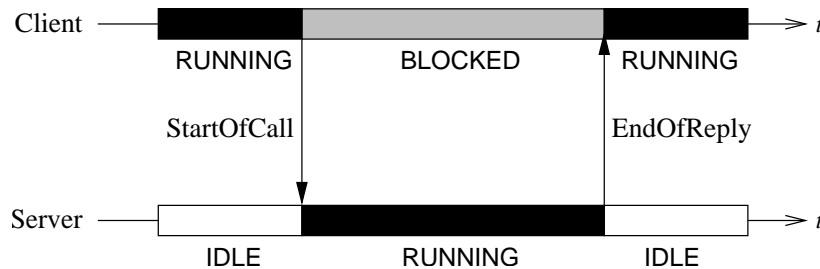 Client t
RUNNING BLOCKED RUNNING
StartOfCall EndOfReply
Server t
IDLE RUNNING IDLE